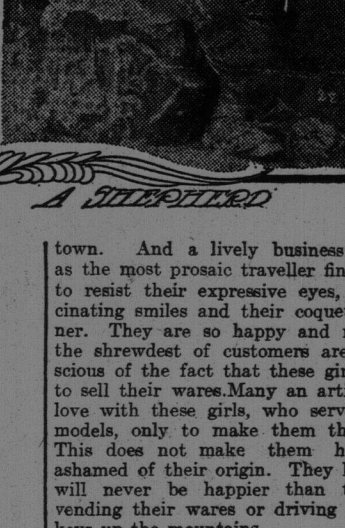 A SHEPHERD
town. And a lively business
as the most prosaic traveller fin
to resist their expressive eyes,
cinating smiles and their coque
ner. They are so happy and
the shrewdest of customers are
scious of the fact that these gir
to sell their wares.Many an art
love with these girls, who serv
models, only to make them th
This does not make them h
ashamed of their origin. They
will never be happier than
vending their wares or driving
up the mountains